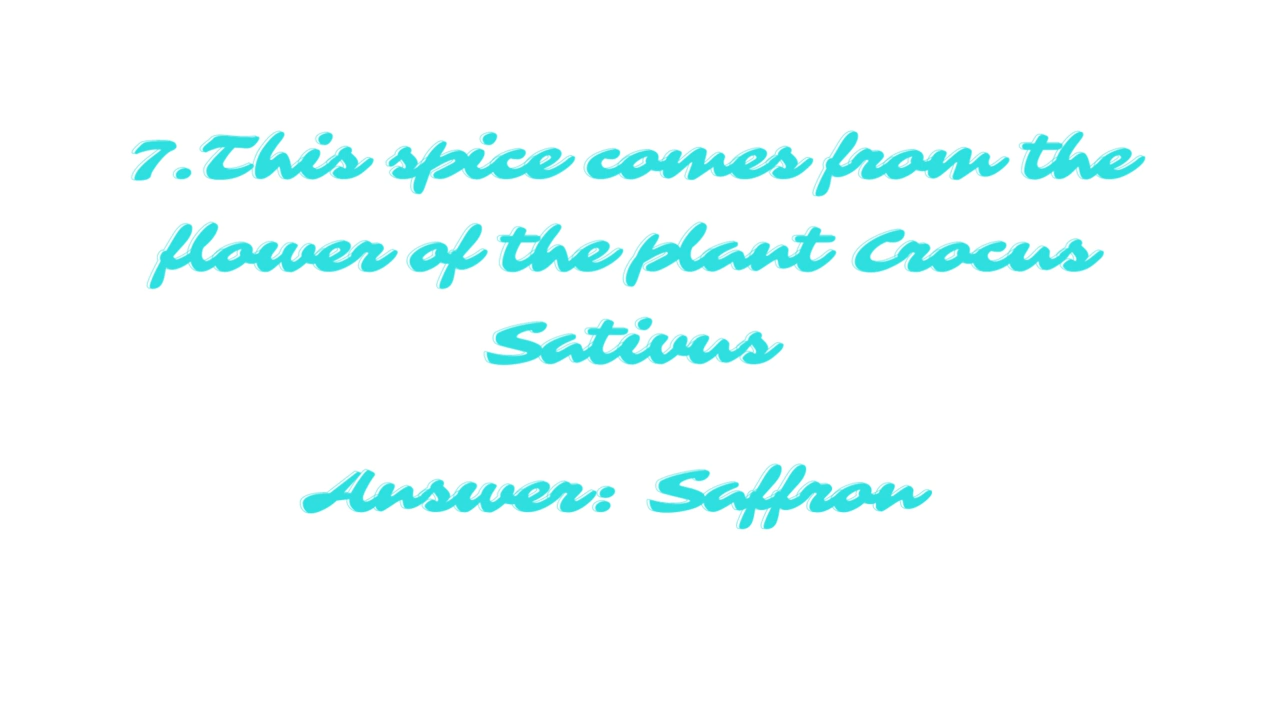 7.This spice comes from the
flower of the plant Crocus
Sativus
Answer: Saffron